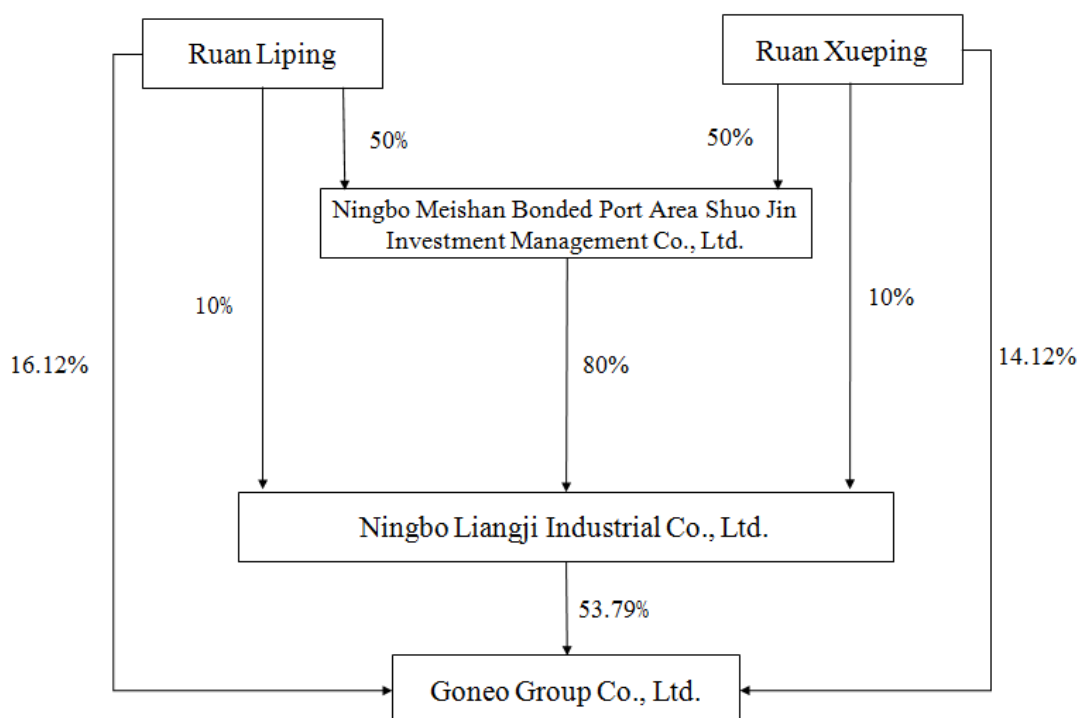 Ruan Liping
Ruan Xueping
50%
50%
Ningbo Meishan Bonded Port Area Shuo Jin
Investment Management Co., Ltd.
10%
10%
16.12%
80%
14.12%
Ningbo Liangji Industrial Co., Ltd.
53.79%
Goneo Group Co., Ltd.